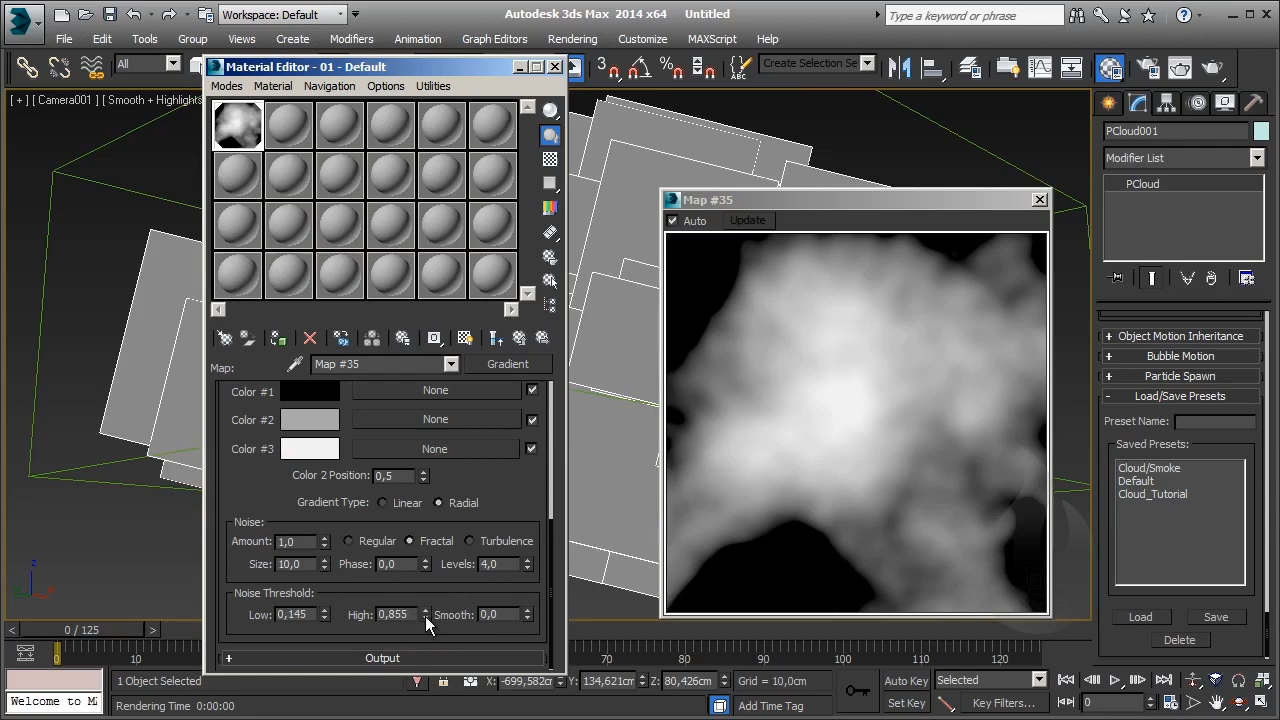 Workspace: Default
Autodesk 3ds Max 2014 x64 Untitled
Type a keyword or phrase
File Edit Tools Group Views Create Modifiers Animation Graph Editors Rendering Customize MAXScript Help
All
3
%
ABC
Create Selection Se
[ + ] [ Camera001 ] [ Smooth + Highlights
Material Editor - 01 - Default
Modes Material Navigation Options Utilities
Map:
Map #35
Gradient
Color #1
None
Color #2
None
Color #3
None
Color 2 Position: 0,5
Gradient Type: Linear Radial
Noise:
Amount: 1,0 Regular Fractal Turbulence
Size: 10,0 Phase: 0,0 Levels: 4,0
Noise Threshold:
Low: 0,145 High: 0,855 Smooth: 0,0
+ Output
Map #35
Auto Update
PCloud001
Modifier List
PCloud
+ Object Motion Inheritance
+ Bubble Motion
+ Particle Spawn
- Load/Save Presets
Preset Name:
Saved Presets:
Cloud/Smoke
Default
Cloud_Tutorial
Load Save
Delete
z
< 0 / 125 >
0 10 70 80 90 100 110 120
Welcome to MA
1 Object Selected
X: -699,582c Y: 134,621cm Z: 80,426cm Grid = 10,0cm
Rendering Time 0:00:00
Add Time Tag
Auto Key Selected
Set Key Key Filters...
0